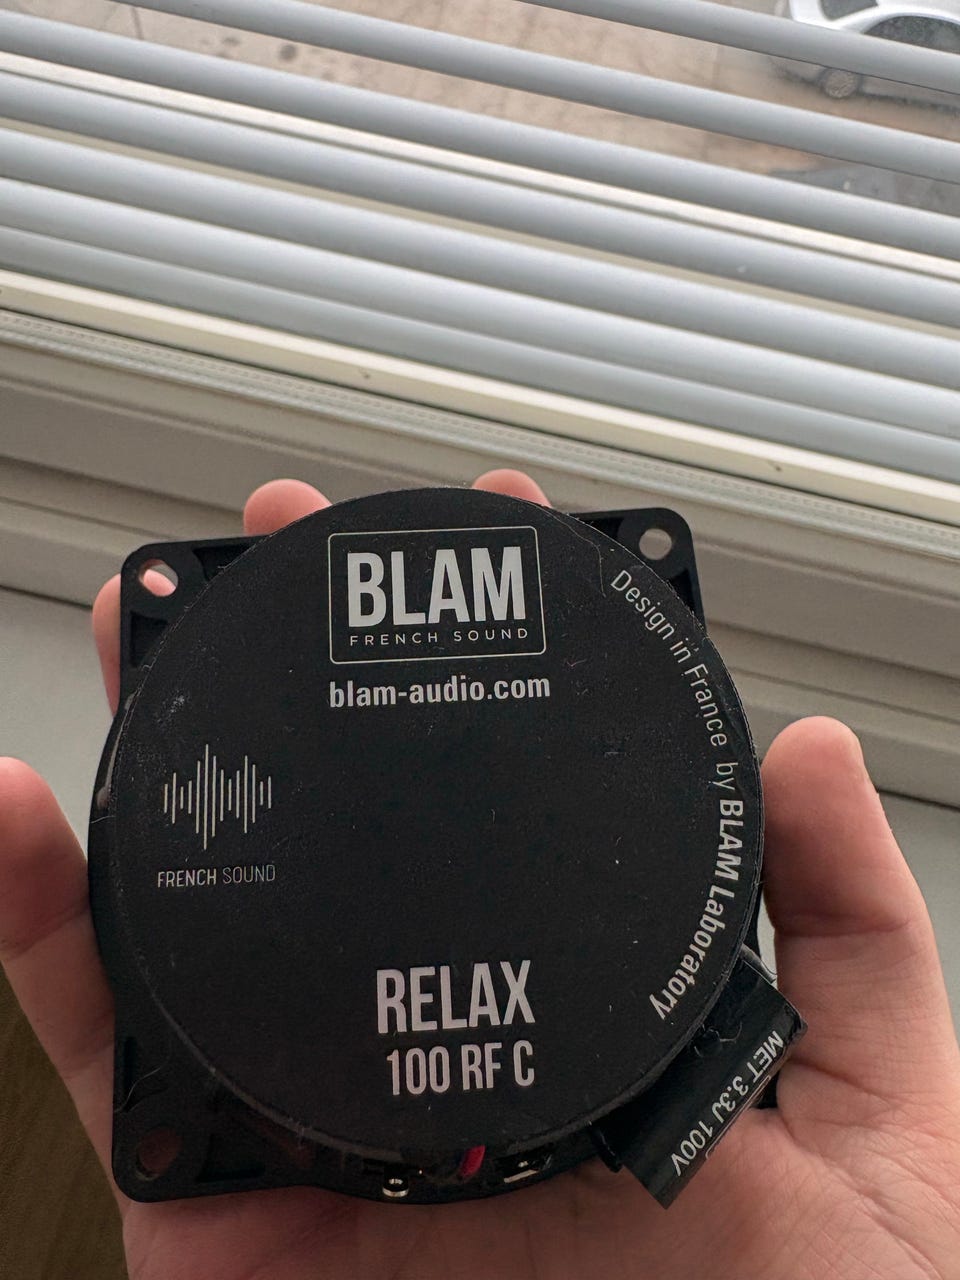 BLAM
FRENCH SOUND
blam-audio.com
Design in France by BLAM Laboratory
FRENCH SOUND
RELAX
100 RF C
MET 3.3J 100V